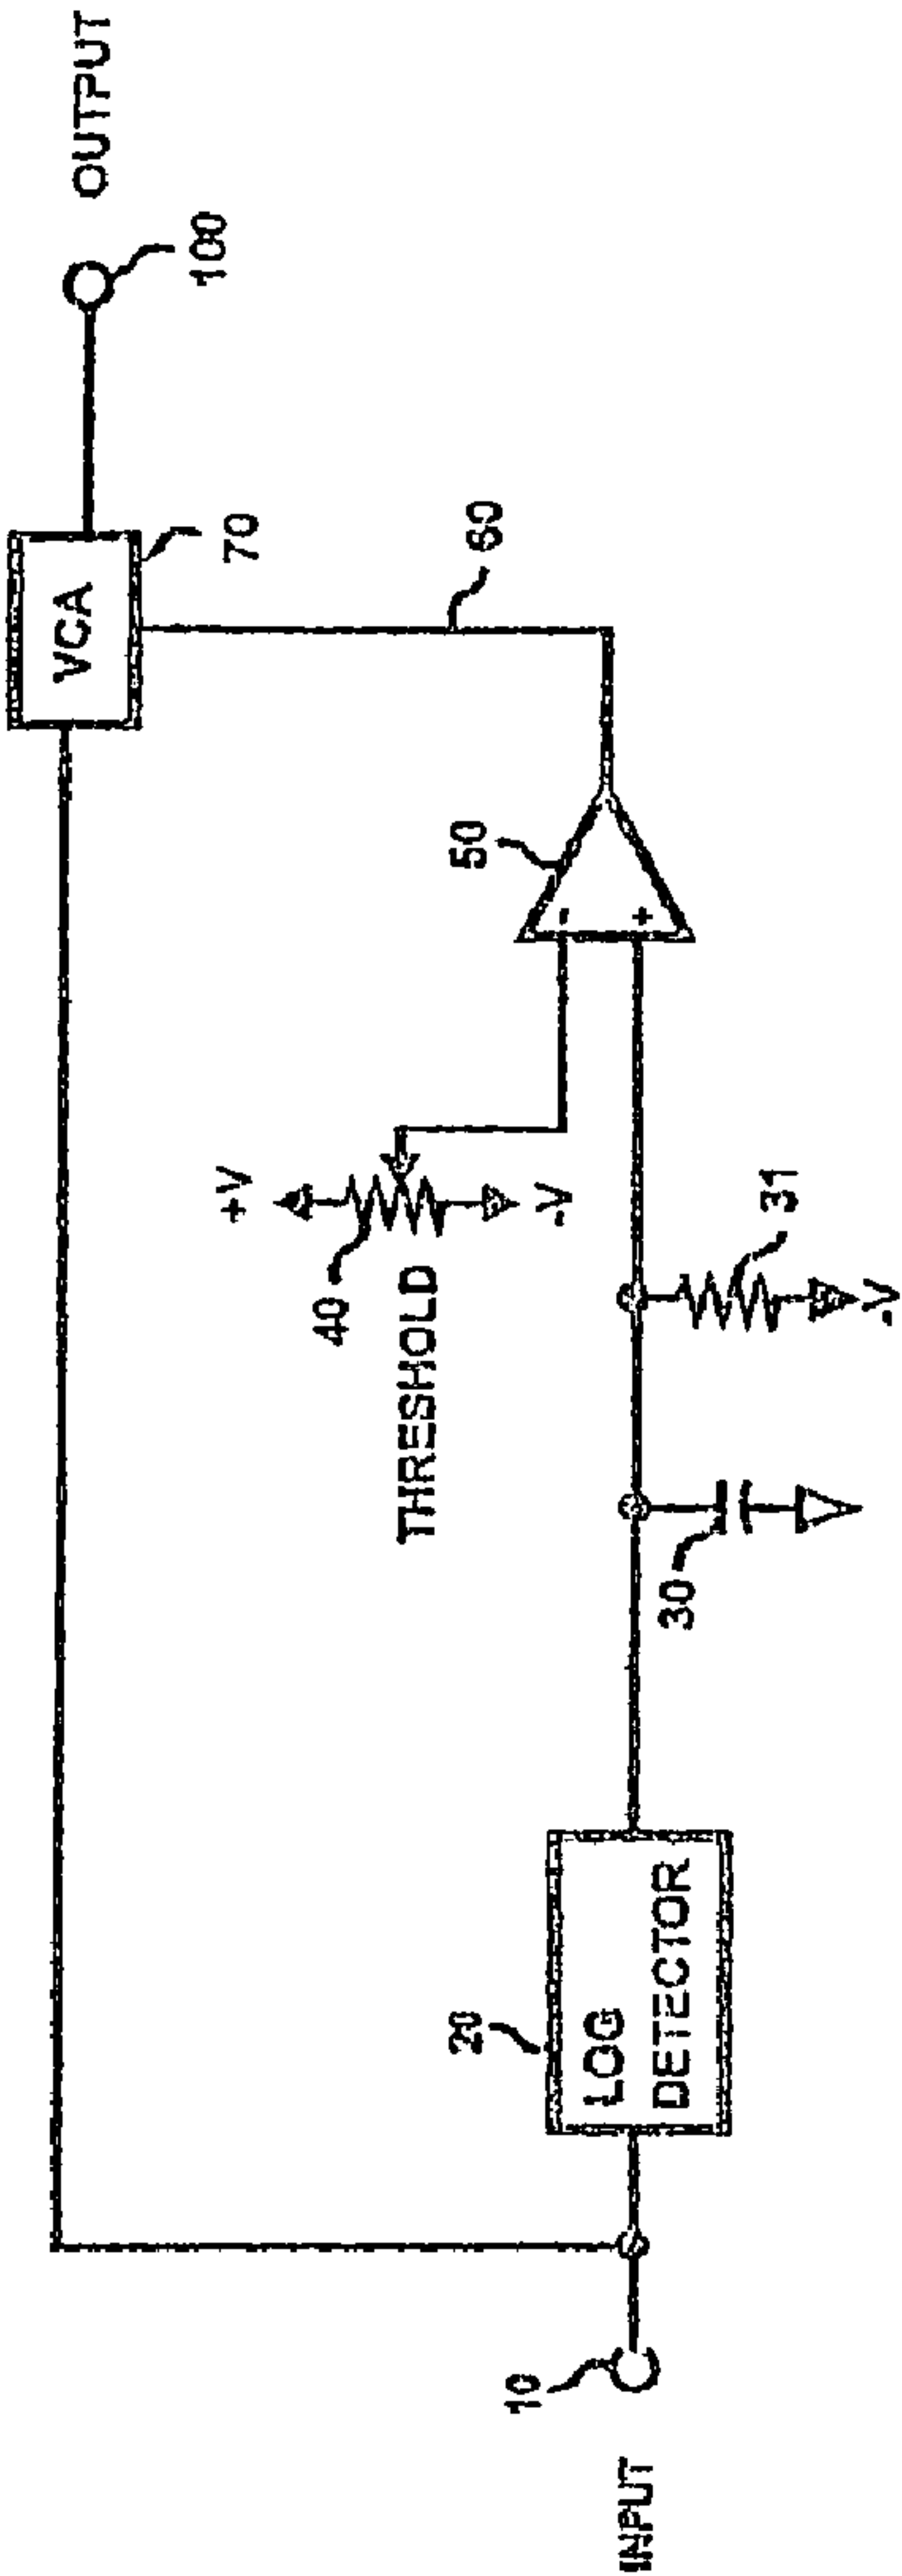 OUTPUT
100
VCA
70
60
50
-
+
+V
40
THRESHOLD
-V
31
-V
30
20
LOG
DETECTOR
10
INPUT